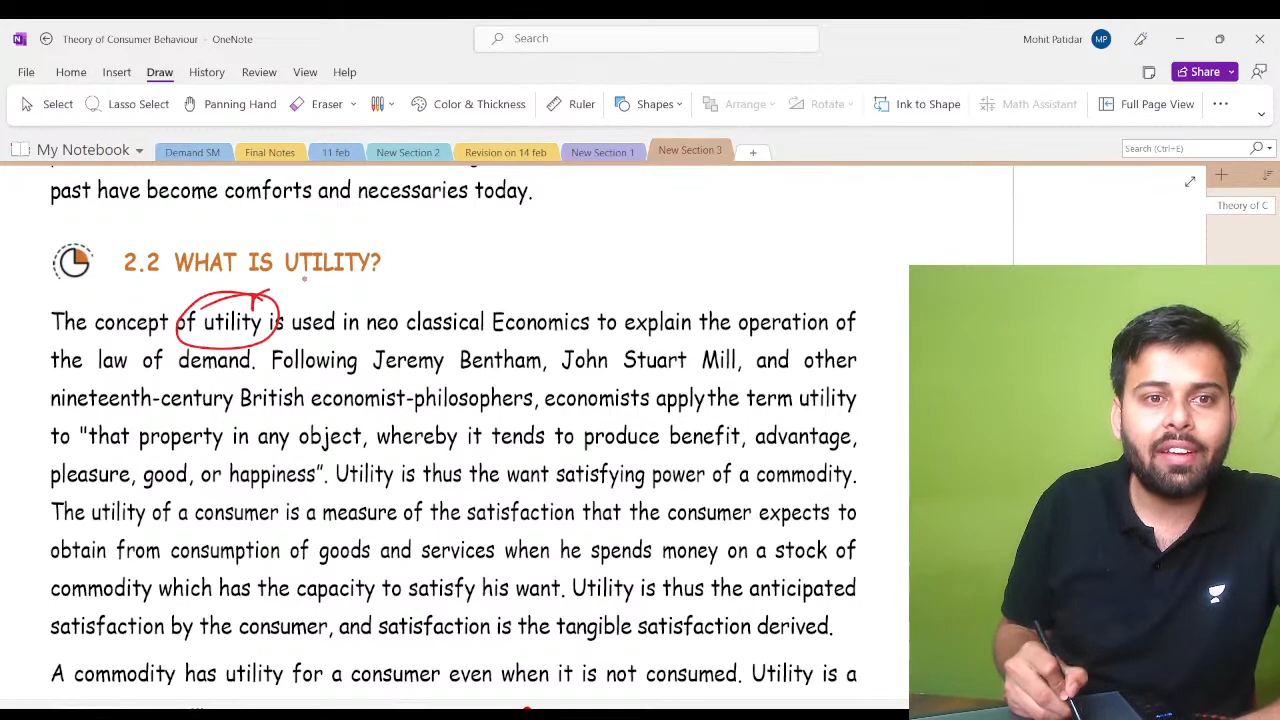 Theory of Consumer Behaviour - OneNote
Search
Mohit Patidar MP
File Home Insert Draw History Review View Help
Share
Select Lasso Select Panning Hand Eraser Color & Thickness Ruler Shapes Arrange Rotate Ink to Shape Math Assistant Full Page View
My Notebook Demand SM Final Notes 11 feb New Section 2 Revision on 14 feb New Section 1 New Section 3 Search (Ctrl+E)
Theory of C
past have become comforts and necessaries today.
2.2 WHAT IS UTILITY?
The concept of utility is used in neo classical Economics to explain the operation of
the law of demand. Following Jeremy Bentham, John Stuart Mill, and other
nineteenth-century British economist-philosophers, economists apply the term utility
to "that property in any object, whereby it tends to produce benefit, advantage,
pleasure, good, or happiness”. Utility is thus the want satisfying power of a commodity.
The utility of a consumer is a measure of the satisfaction that the consumer expects to
obtain from consumption of goods and services when he spends money on a stock of
commodity which has the capacity to satisfy his want. Utility is thus the anticipated
satisfaction by the consumer, and satisfaction is the tangible satisfaction derived.
A commodity has utility for a consumer even when it is not consumed. Utility is a